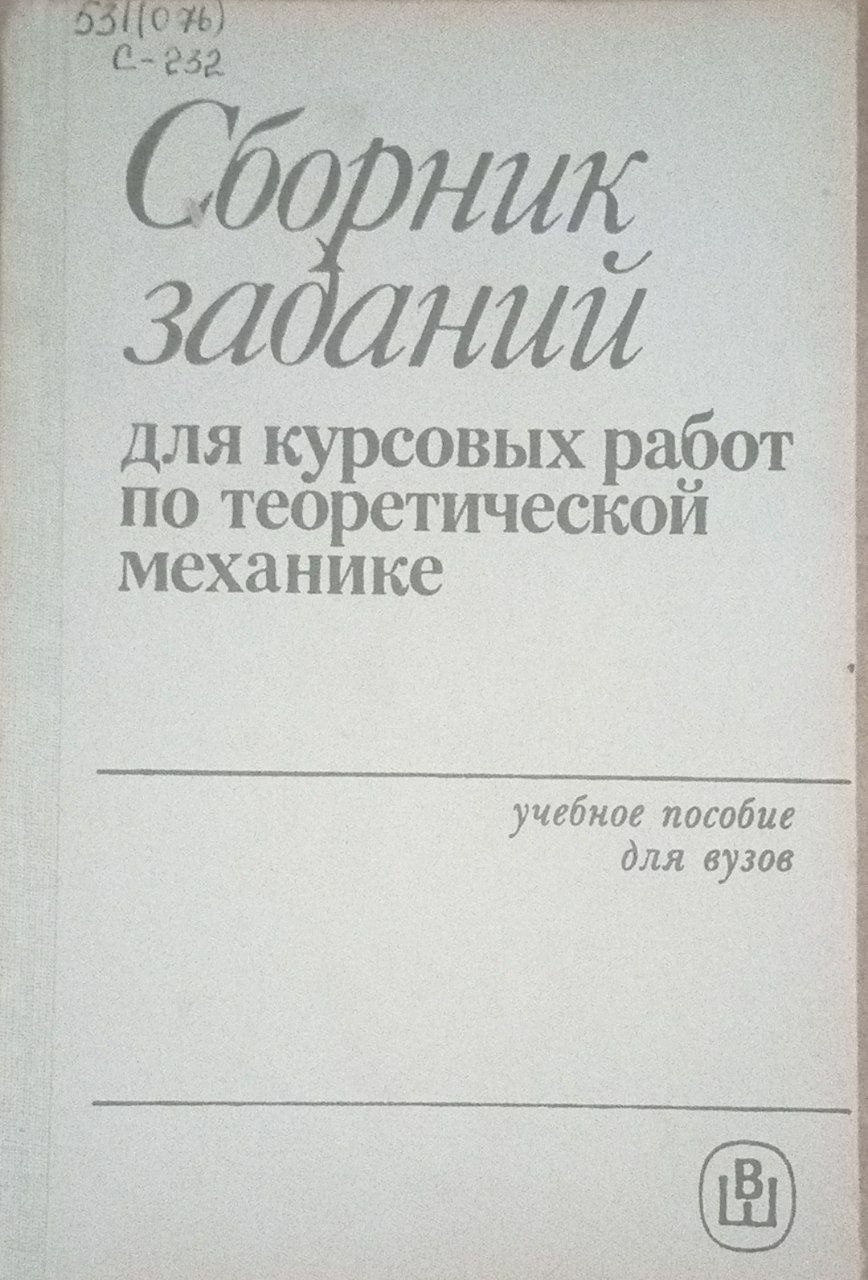 531(076)
С-232
Сборник
заданий
для курсовых работ
по теоретической
механике
учебное пособие
для вузов
ВШ